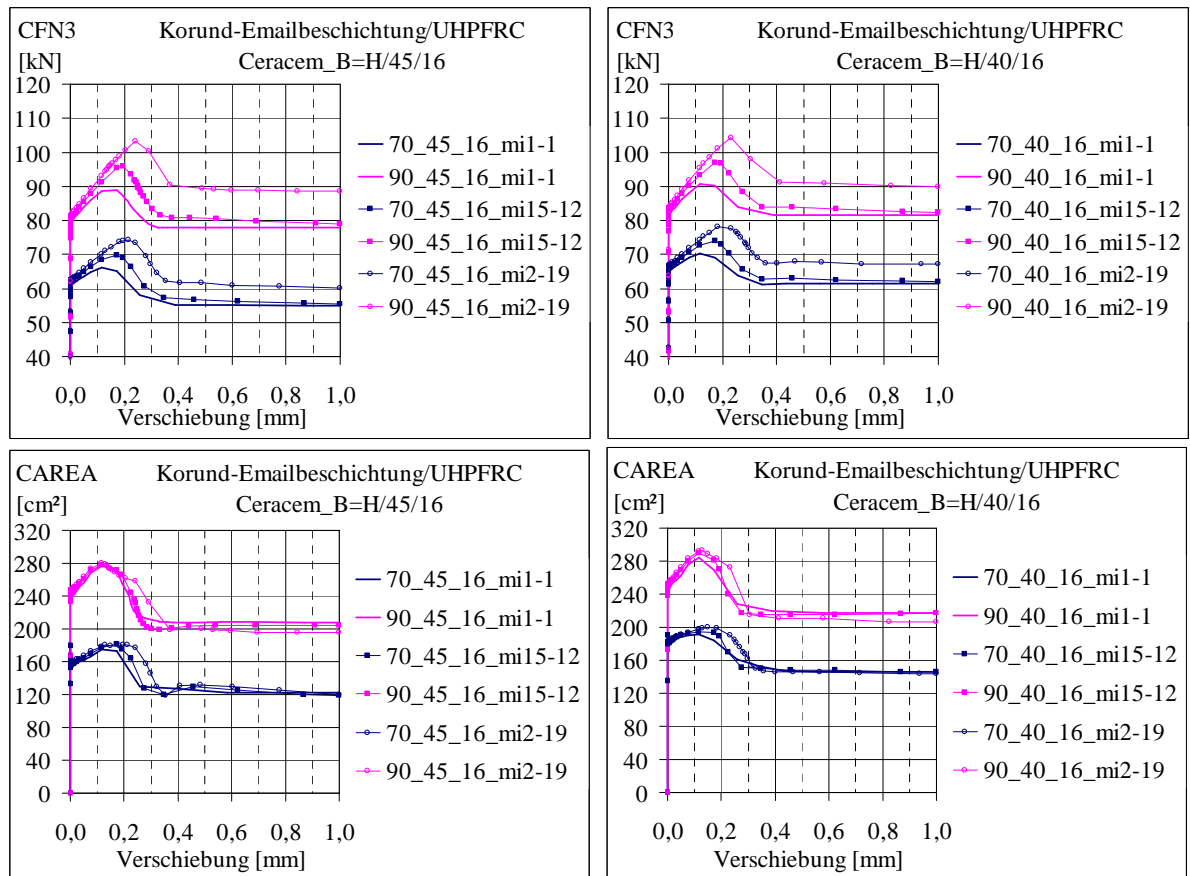 CFN3 Korund-Emailbeschichtung/UHPFRC
[kN] Ceracem_B=H/45/16
120
110
100
90
80
70
60
50
40
0,0 0,2 0,4 0,6 0,8 1,0
Verschiebung [mm]
70_45_16_mi1-1
90_45_16_mi1-1
70_45_16_mi15-12
90_45_16_mi15-12
70_45_16_mi2-19
90_45_16_mi2-19
CFN3 Korund-Emailbeschichtung/UHPFRC
[kN] Ceracem_B=H/40/16
120
110
100
90
80
70
60
50
40
0,0 0,2 0,4 0,6 0,8 1,0
Verschiebung [mm]
70_40_16_mi1-1
90_40_16_mi1-1
70_40_16_mi15-12
90_40_16_mi15-12
70_40_16_mi2-19
90_40_16_mi2-19
CAREA Korund-Emailbeschichtung/UHPFRC
[cm²] Ceracem_B=H/45/16
320
280
240
200
160
120
80
40
0
0,0 0,2 0,4 0,6 0,8 1,0
Verschiebung [mm]
70_45_16_mi1-1
90_45_16_mi1-1
70_45_16_mi15-12
90_45_16_mi15-12
70_45_16_mi2-19
90_45_16_mi2-19
CAREA Korund-Emailbeschichtung/UHPFRC
[cm²] Ceracem_B=H/40/16
320
280
240
200
160
120
80
40
0
0,0 0,2 0,4 0,6 0,8 1,0
Verschiebung [mm]
70_40_16_mi1-1
90_40_16_mi1-1
70_40_16_mi15-12
90_40_16_mi15-12
70_40_16_mi2-19
90_40_16_mi2-19